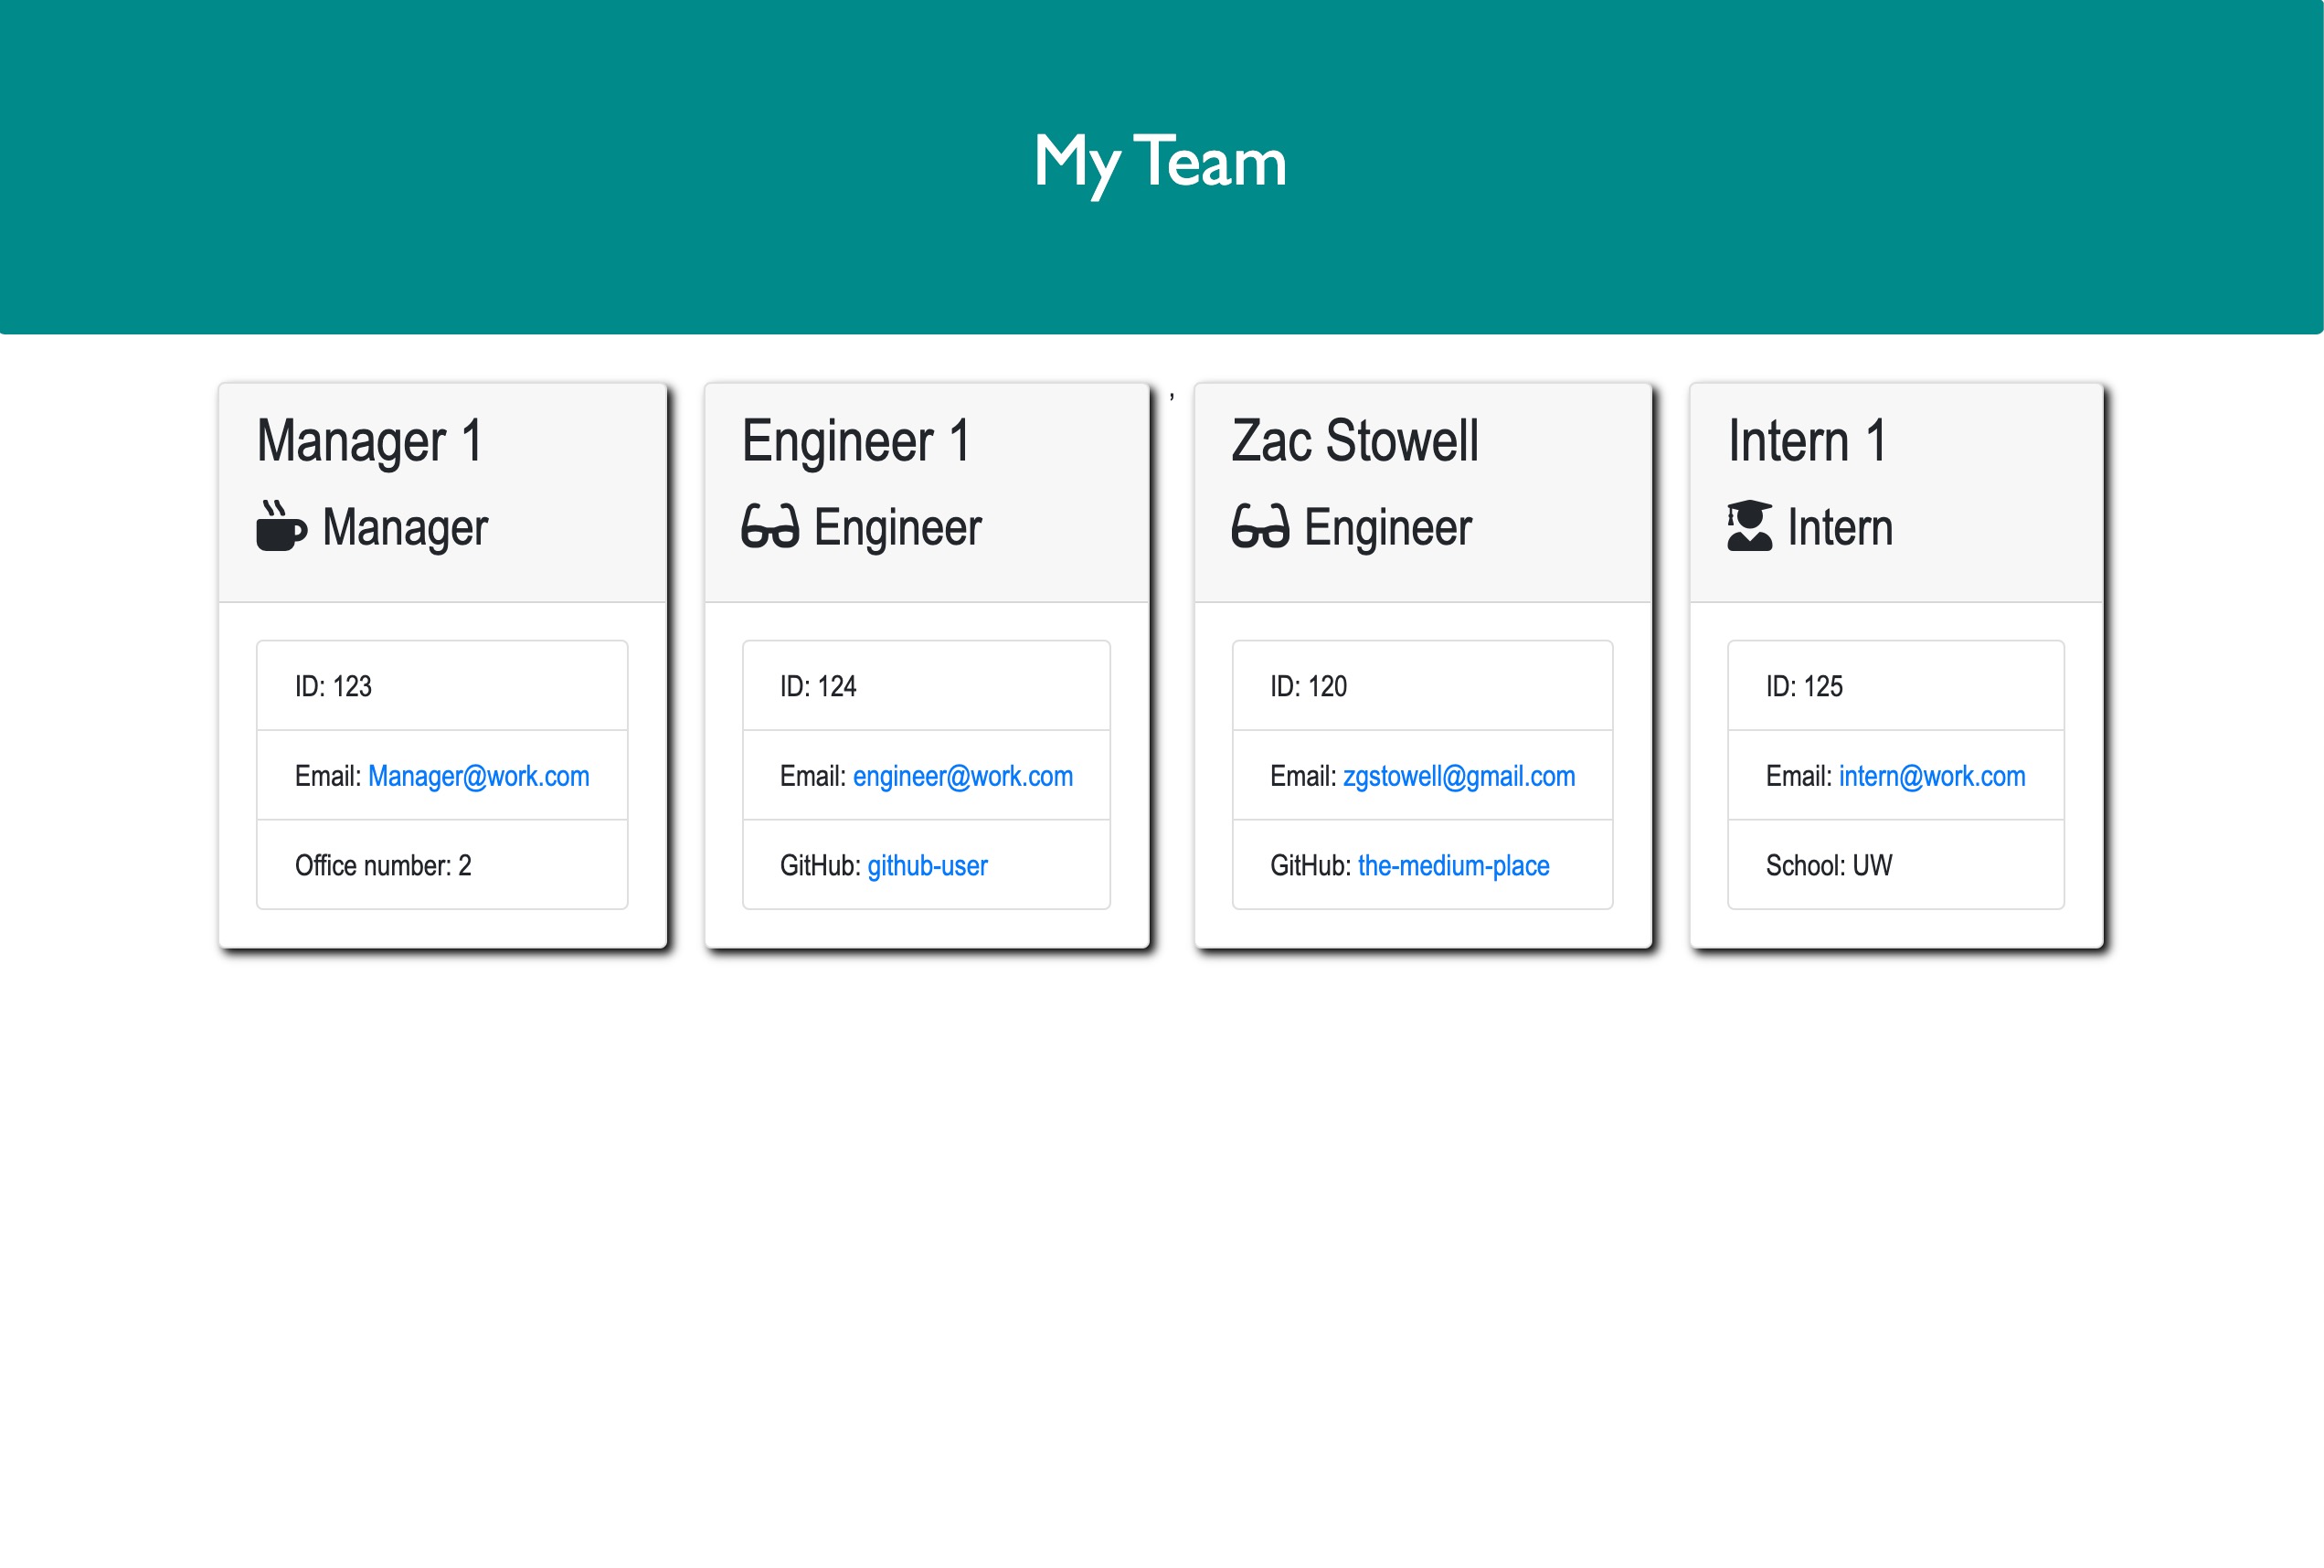 My Team
Manager 1
Manager
ID: 123
Email: Manager@work.com
Office number: 2
Engineer 1
Engineer
ID: 124
Email: engineer@work.com
GitHub: github-user
,
Zac Stowell
Engineer
ID: 120
Email: zgstowell@gmail.com
GitHub: the-medium-place
Intern 1
Intern
ID: 125
Email: intern@work.com
School: UW